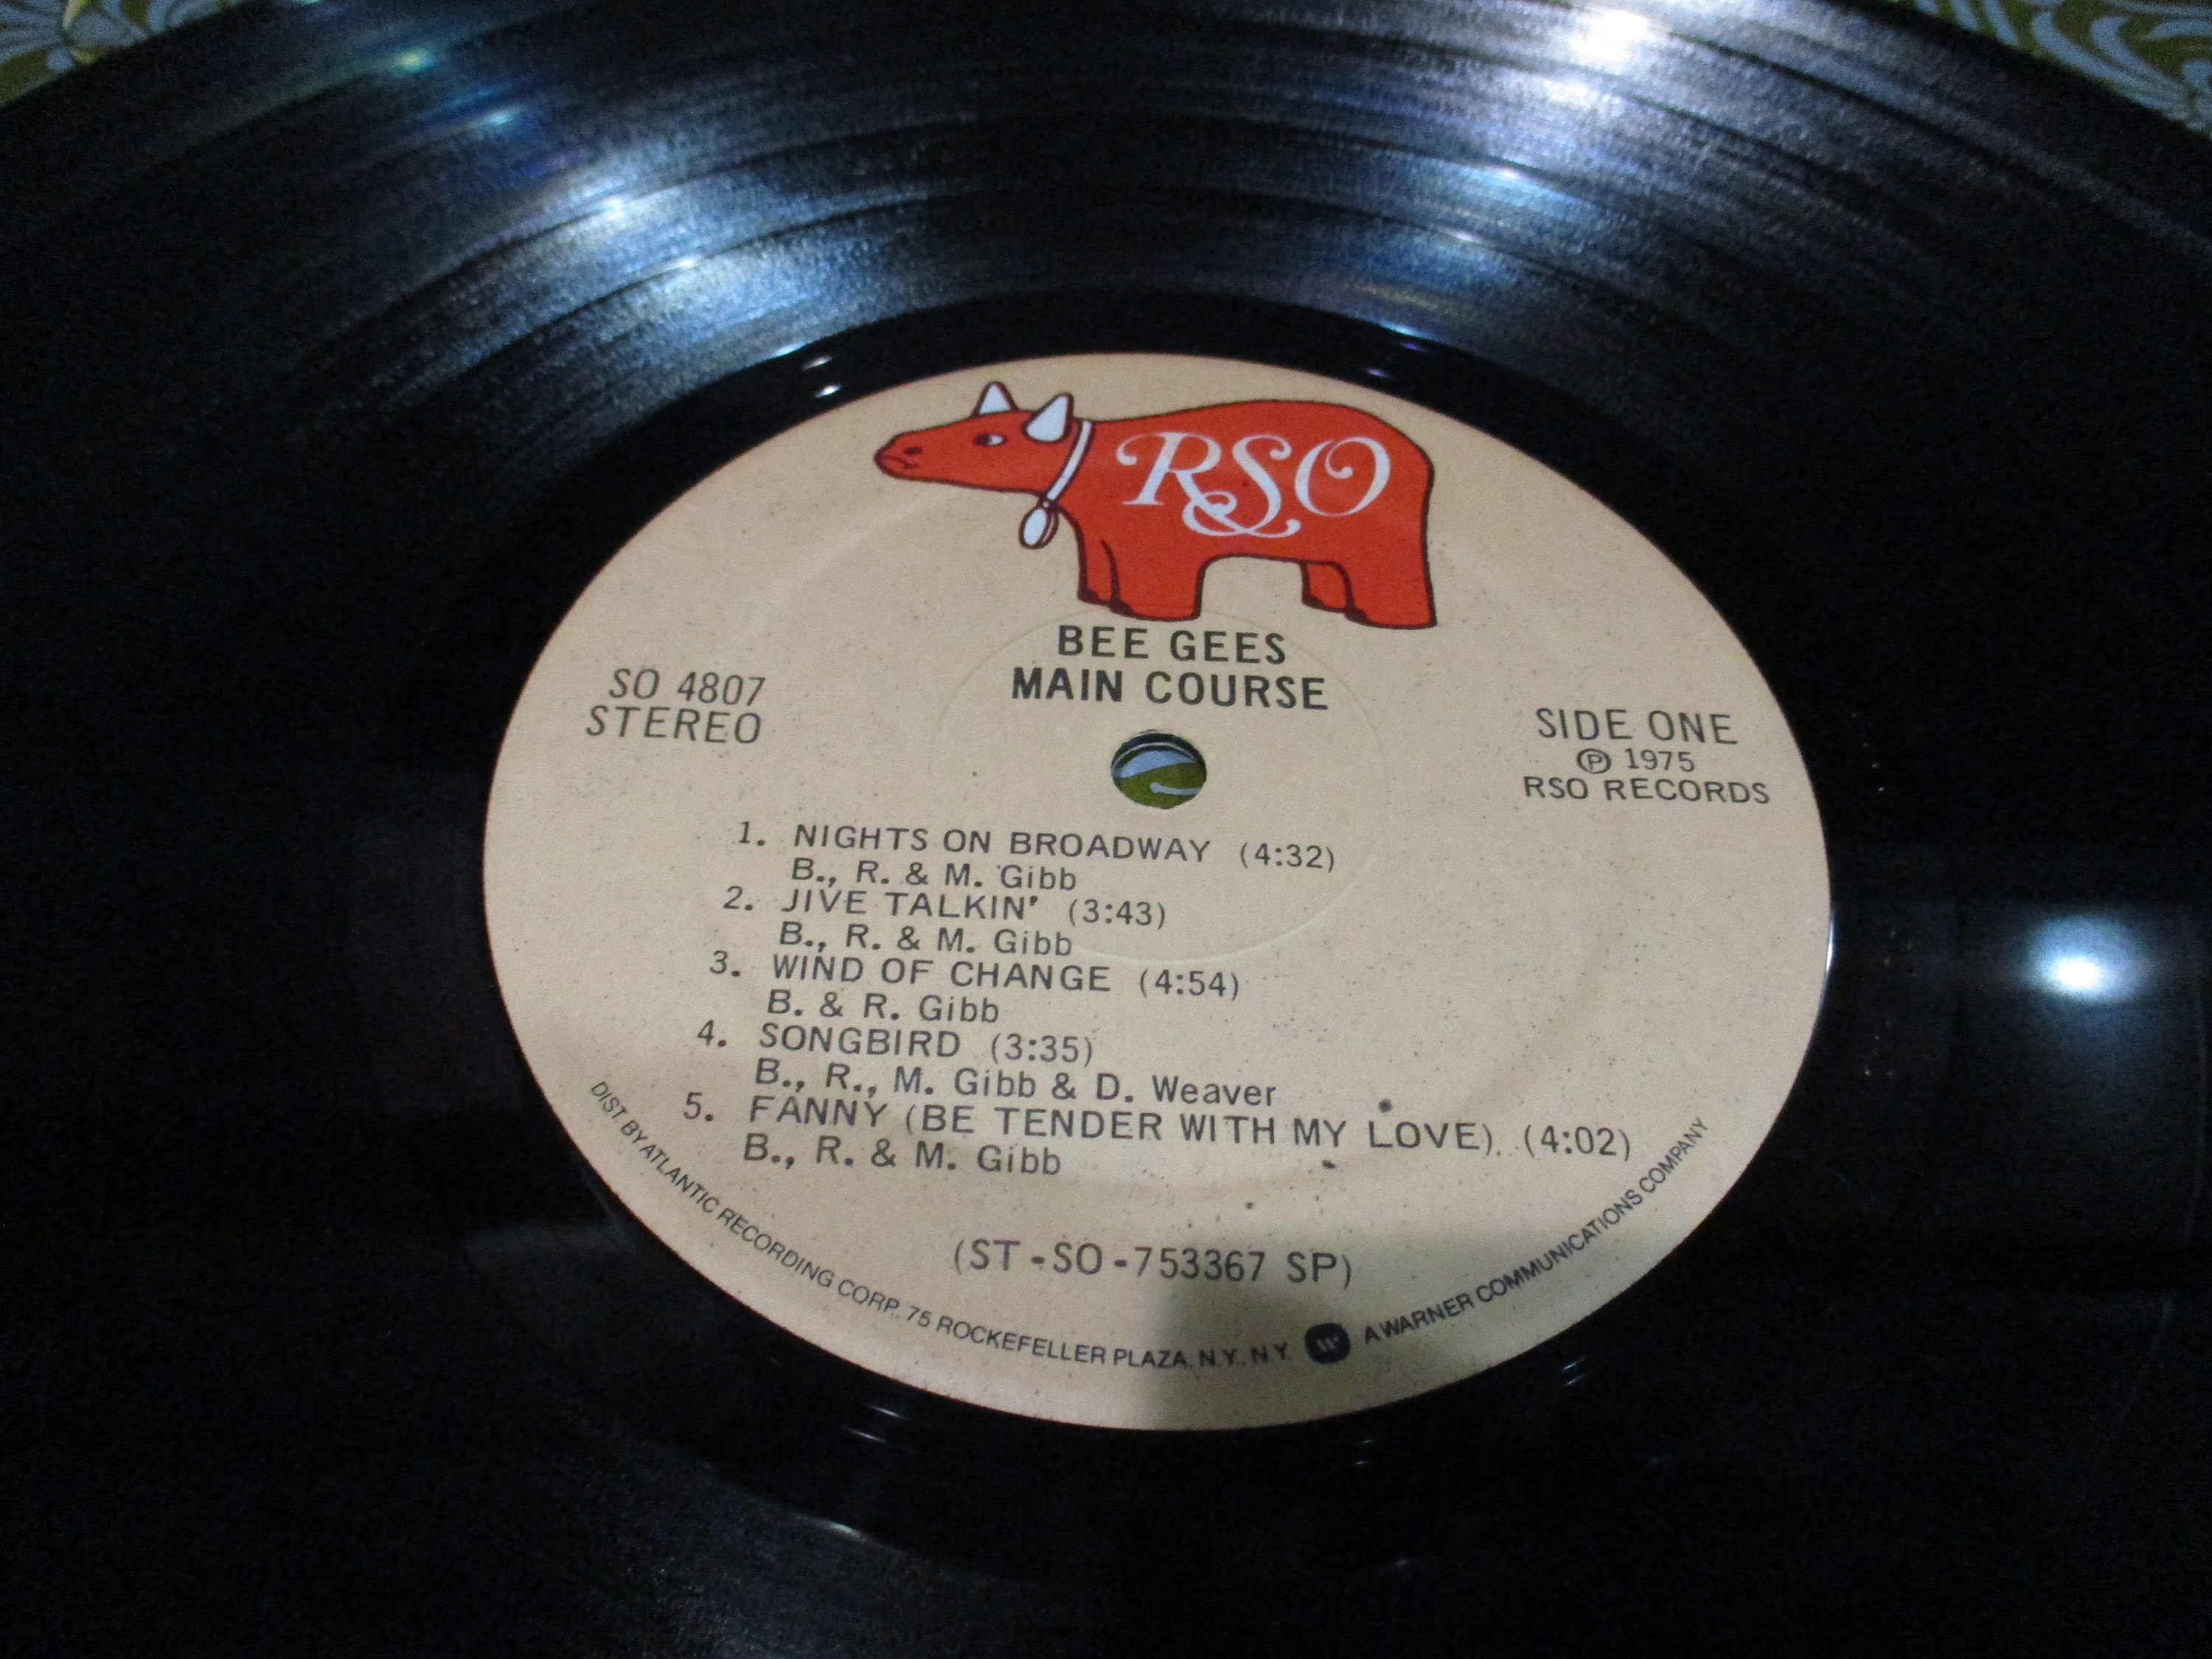 RSO
BEE GEES
MAIN COURSE
SO 4807
STEREO
SIDE ONE
Ⓟ 1975
RSO RECORDS
1. NIGHTS ON BROADWAY (4:32)
B., R. & M. Gibb
2. JIVE TALKIN' (3:43)
B., R. & M. Gibb
3. WIND OF CHANGE (4:54)
B. & R. Gibb
4. SONGBIRD (3:35)
B., R., M. Gibb & D. Weaver
5. FANNY (BE TENDER WITH MY LOVE) (4:02)
B., R. & M. Gibb
(ST-SO-753367 SP)
DIST. BY ATLANTIC RECORDING CORP. 75 ROCKEFELLER PLAZA, N.Y. N.Y. W A WARNER COMMUNICATIONS COMPANY